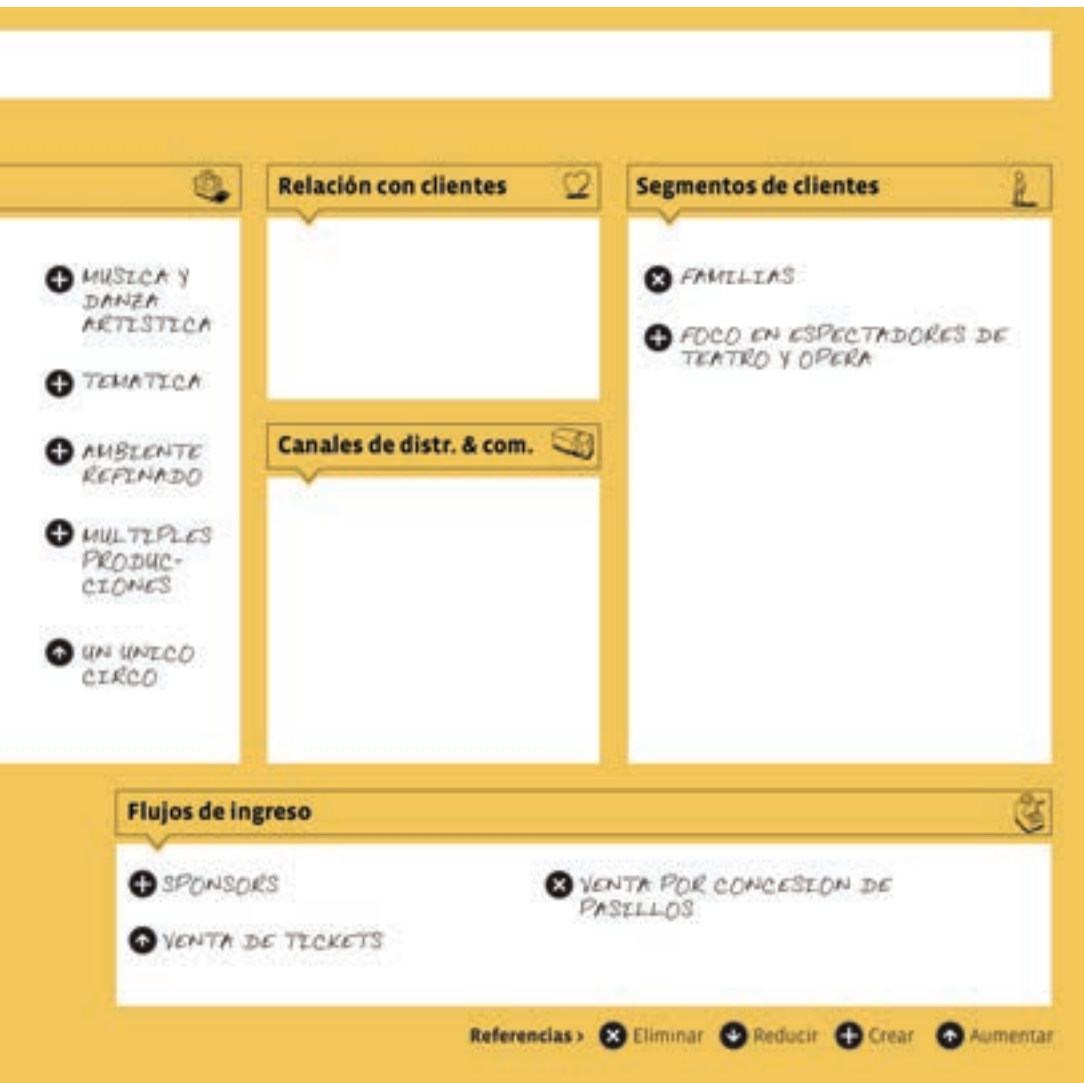 Relación con clientes
Segmentos de clientes
MUSICA Y
DANZA
ARTISTICA
TEMATICA
AMBIENTE
REFINADO
MULTIPLES
PRODUC-
CIONES
UN UNICO
CIRCO
Canales de distr. & com.
FAMILIAS
FOCO EN ESPECTADORES DE
TEATRO Y OPERA
Flujos de ingreso
SPONSORS
VENTA DE TICKETS
VENTA POR CONCESION DE
PASILLOS
Referencias > Eliminar Reducir Crear Aumentar